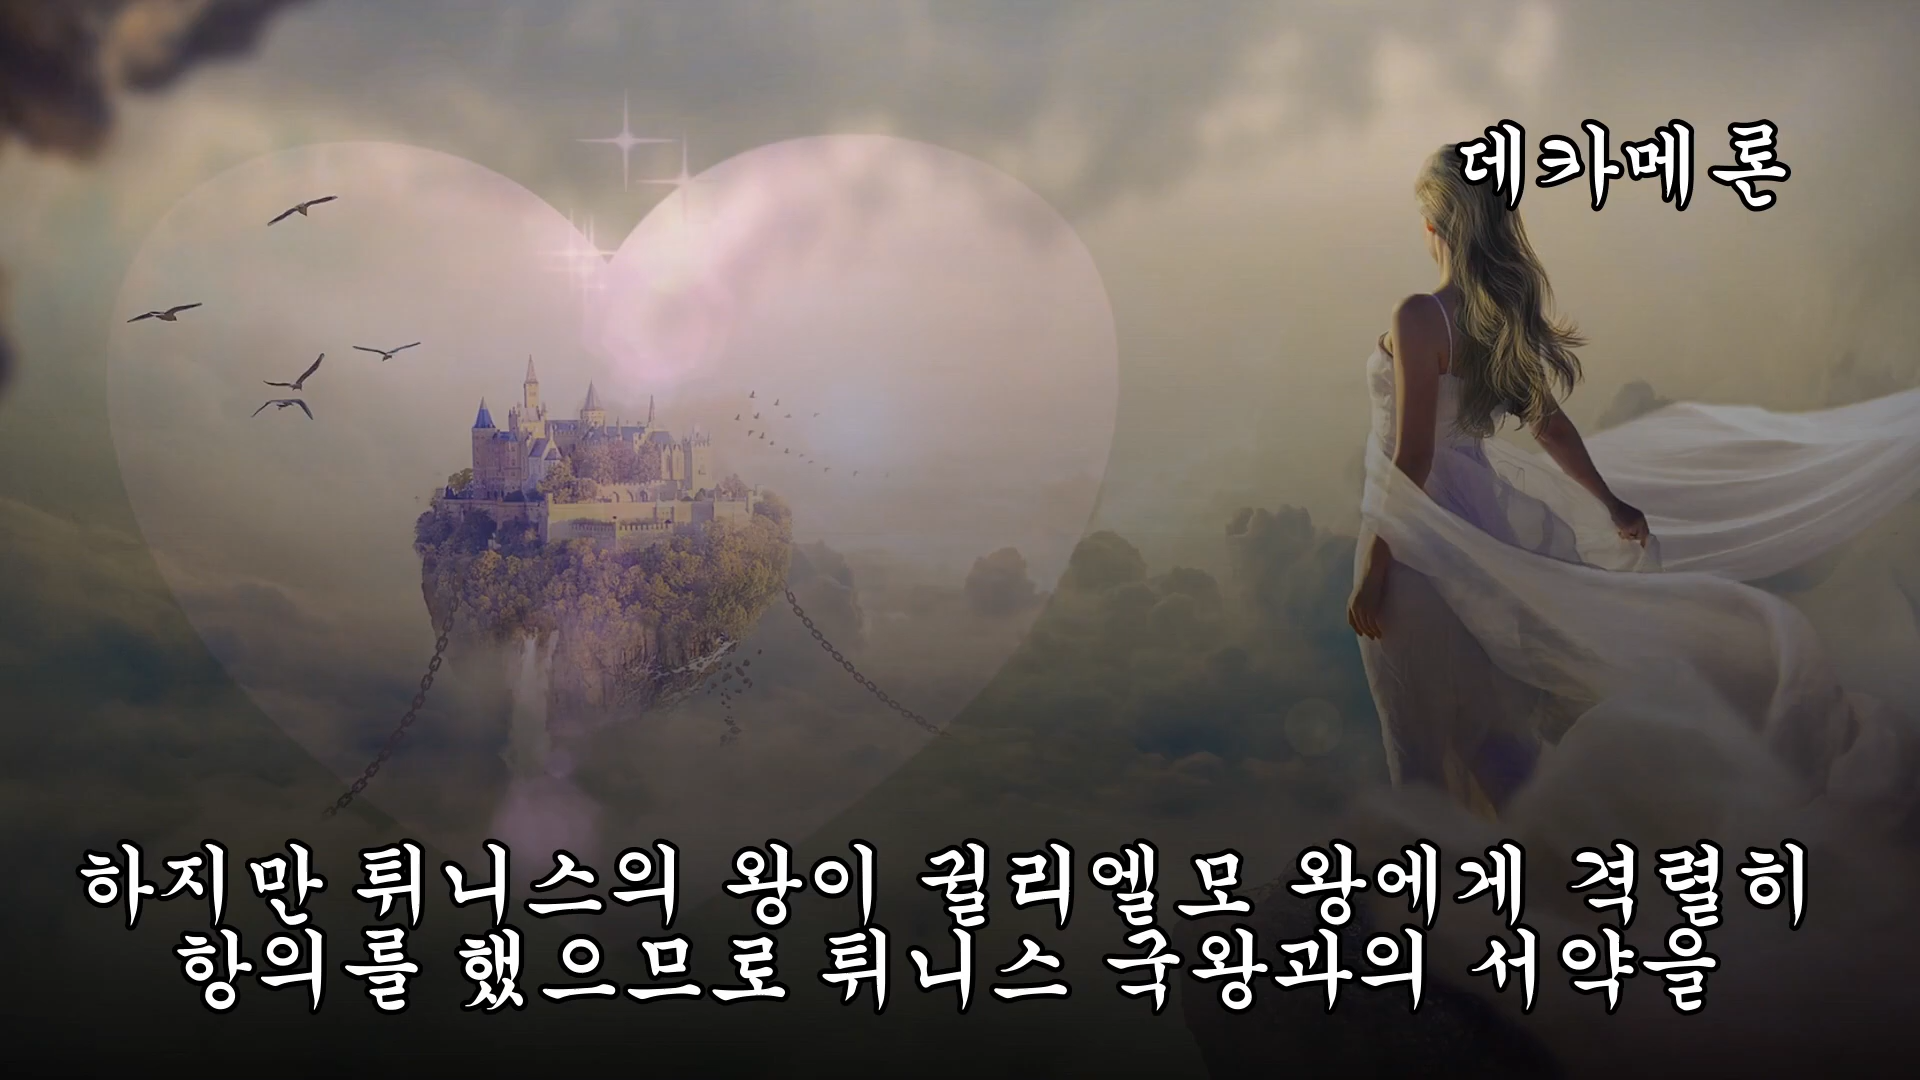 데카메론
하지만 튀니스의 왕이 귈리엘모 왕에게 격렬히
항의를 했으므로 튀니스 국왕과의 서약을